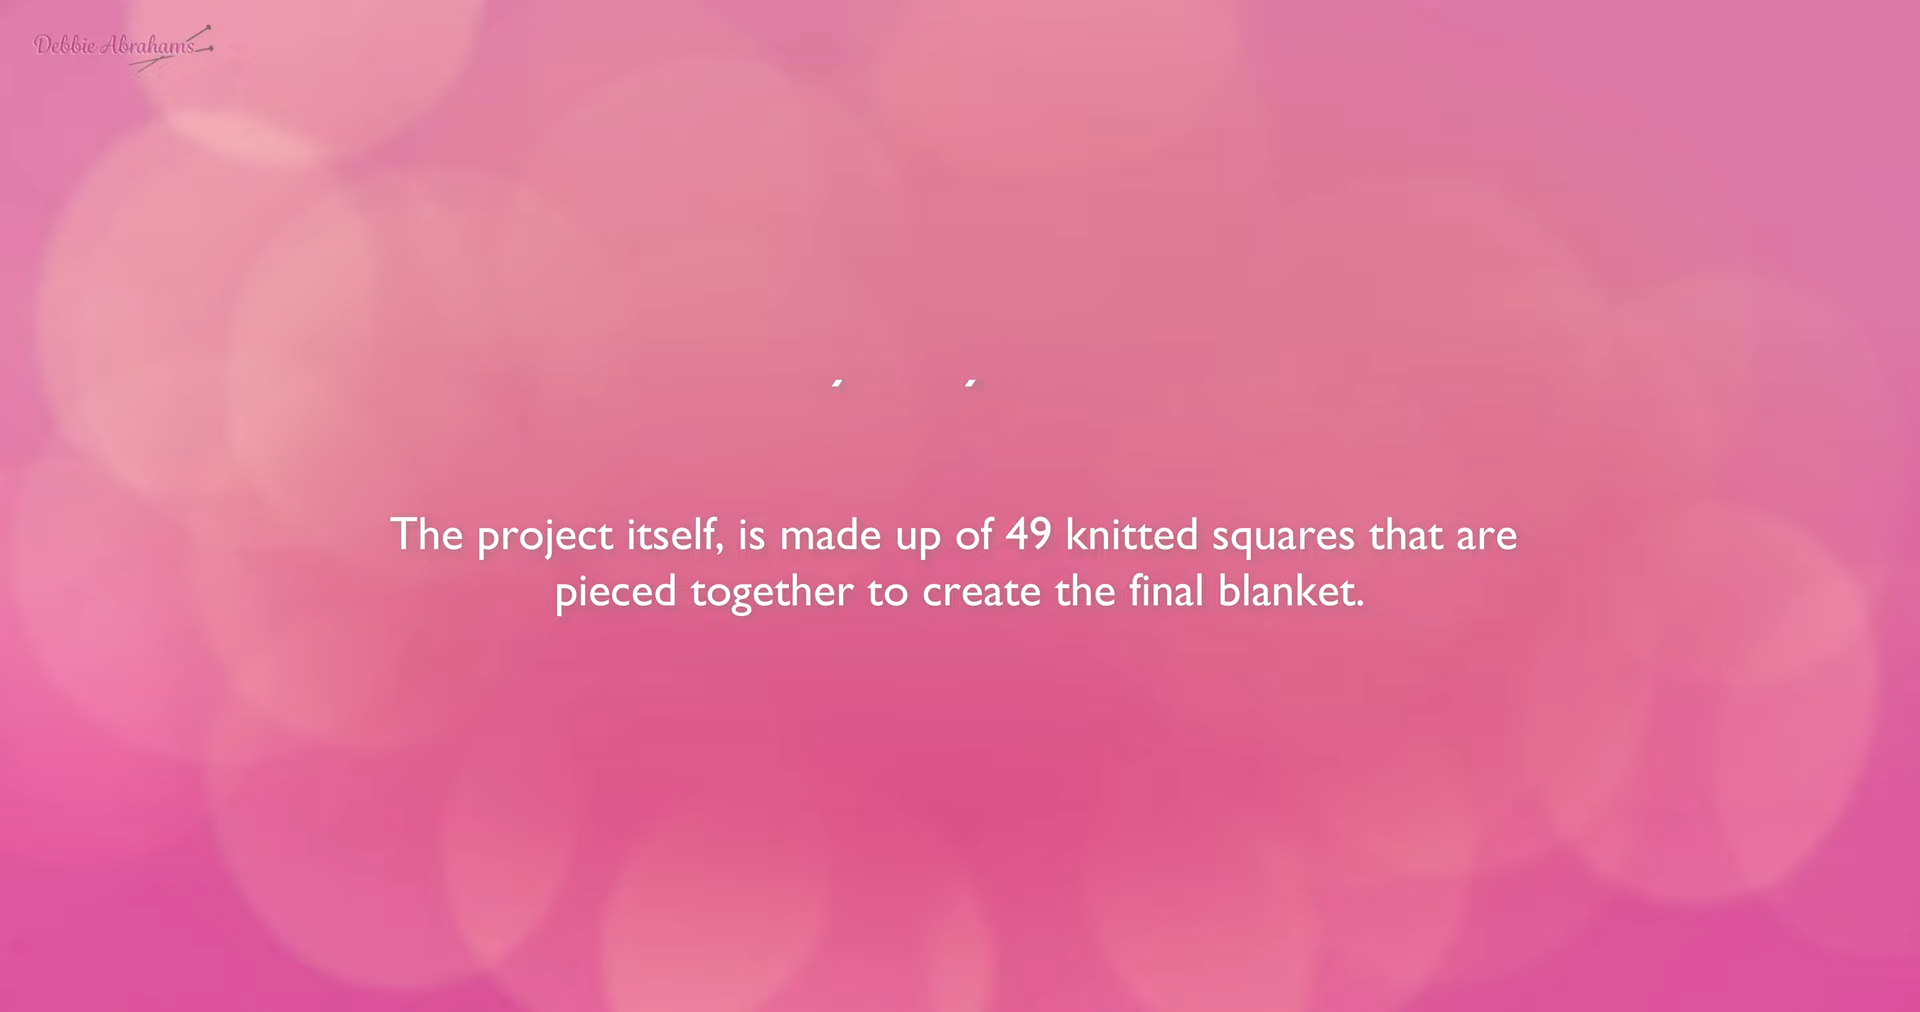 Debbie Abrahams
The project itself, is made up of 49 knitted squares that are
pieced together to create the final blanket.